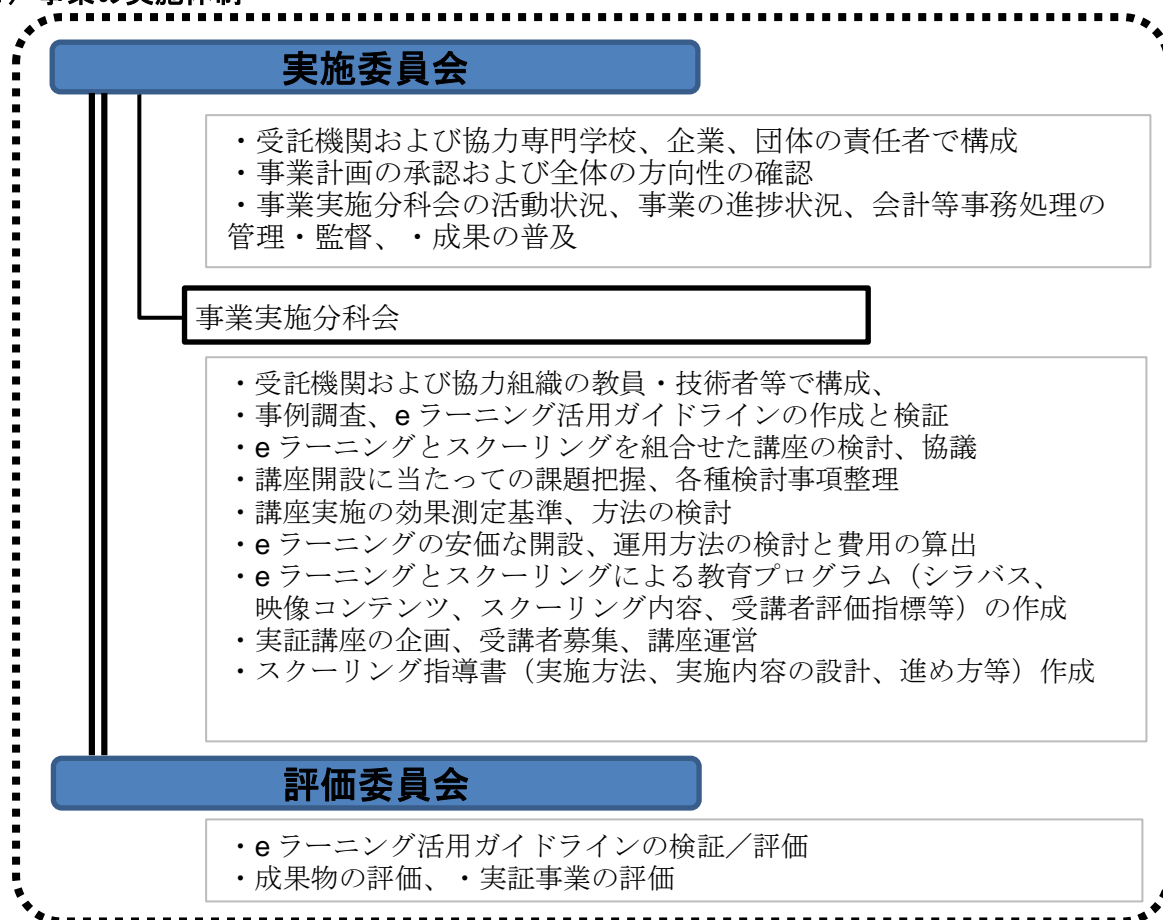 事業の実施体制
実施委員会
・受託機関および協力専門学校、企業、団体の責任者で構成
・事業計画の承認および全体の方向性の確認
・事業実施分科会の活動状況、事業の進捗状況、会計等事務処理の
管理・監督、・成果の普及
事業実施分科会
・受託機関および協力組織の教員・技術者等で構成、
・事例調査、e ラーニング活用ガイドラインの作成と検証
・e ラーニングとスクーリングを組合せた講座の検討、協議
・講座開設に当たっての課題把握、各種検討事項整理
・講座実施の効果測定基準、方法の検討
・e ラーニングの安価な開設、運用方法の検討と費用の算出
・e ラーニングとスクーリングによる教育プログラム（シラバス、
映像コンテンツ、スクーリング内容、受講者評価指標等）の作成
・実証講座の企画、受講者募集、講座運営
・スクーリング指導書（実施方法、実施内容の設計、進め方等）作成
評価委員会
・e ラーニング活用ガイドラインの検証／評価
・成果物の評価、・実証事業の評価